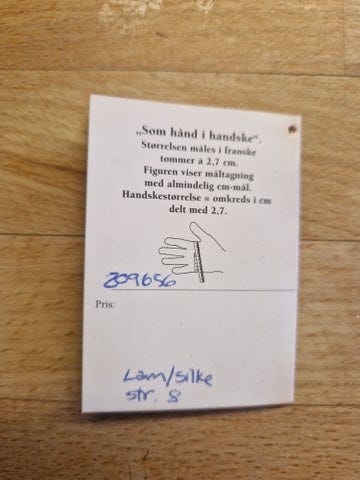 „Som hånd i handske“.
Størrelsen måles i franske
tommer á 2,7 cm.
Figuren viser måltagning
med almindelig cm-mål.
Handskestørrelse = omkreds i cm
delt med 2,7.
209656
Pris:
Lam/silke
str. 8